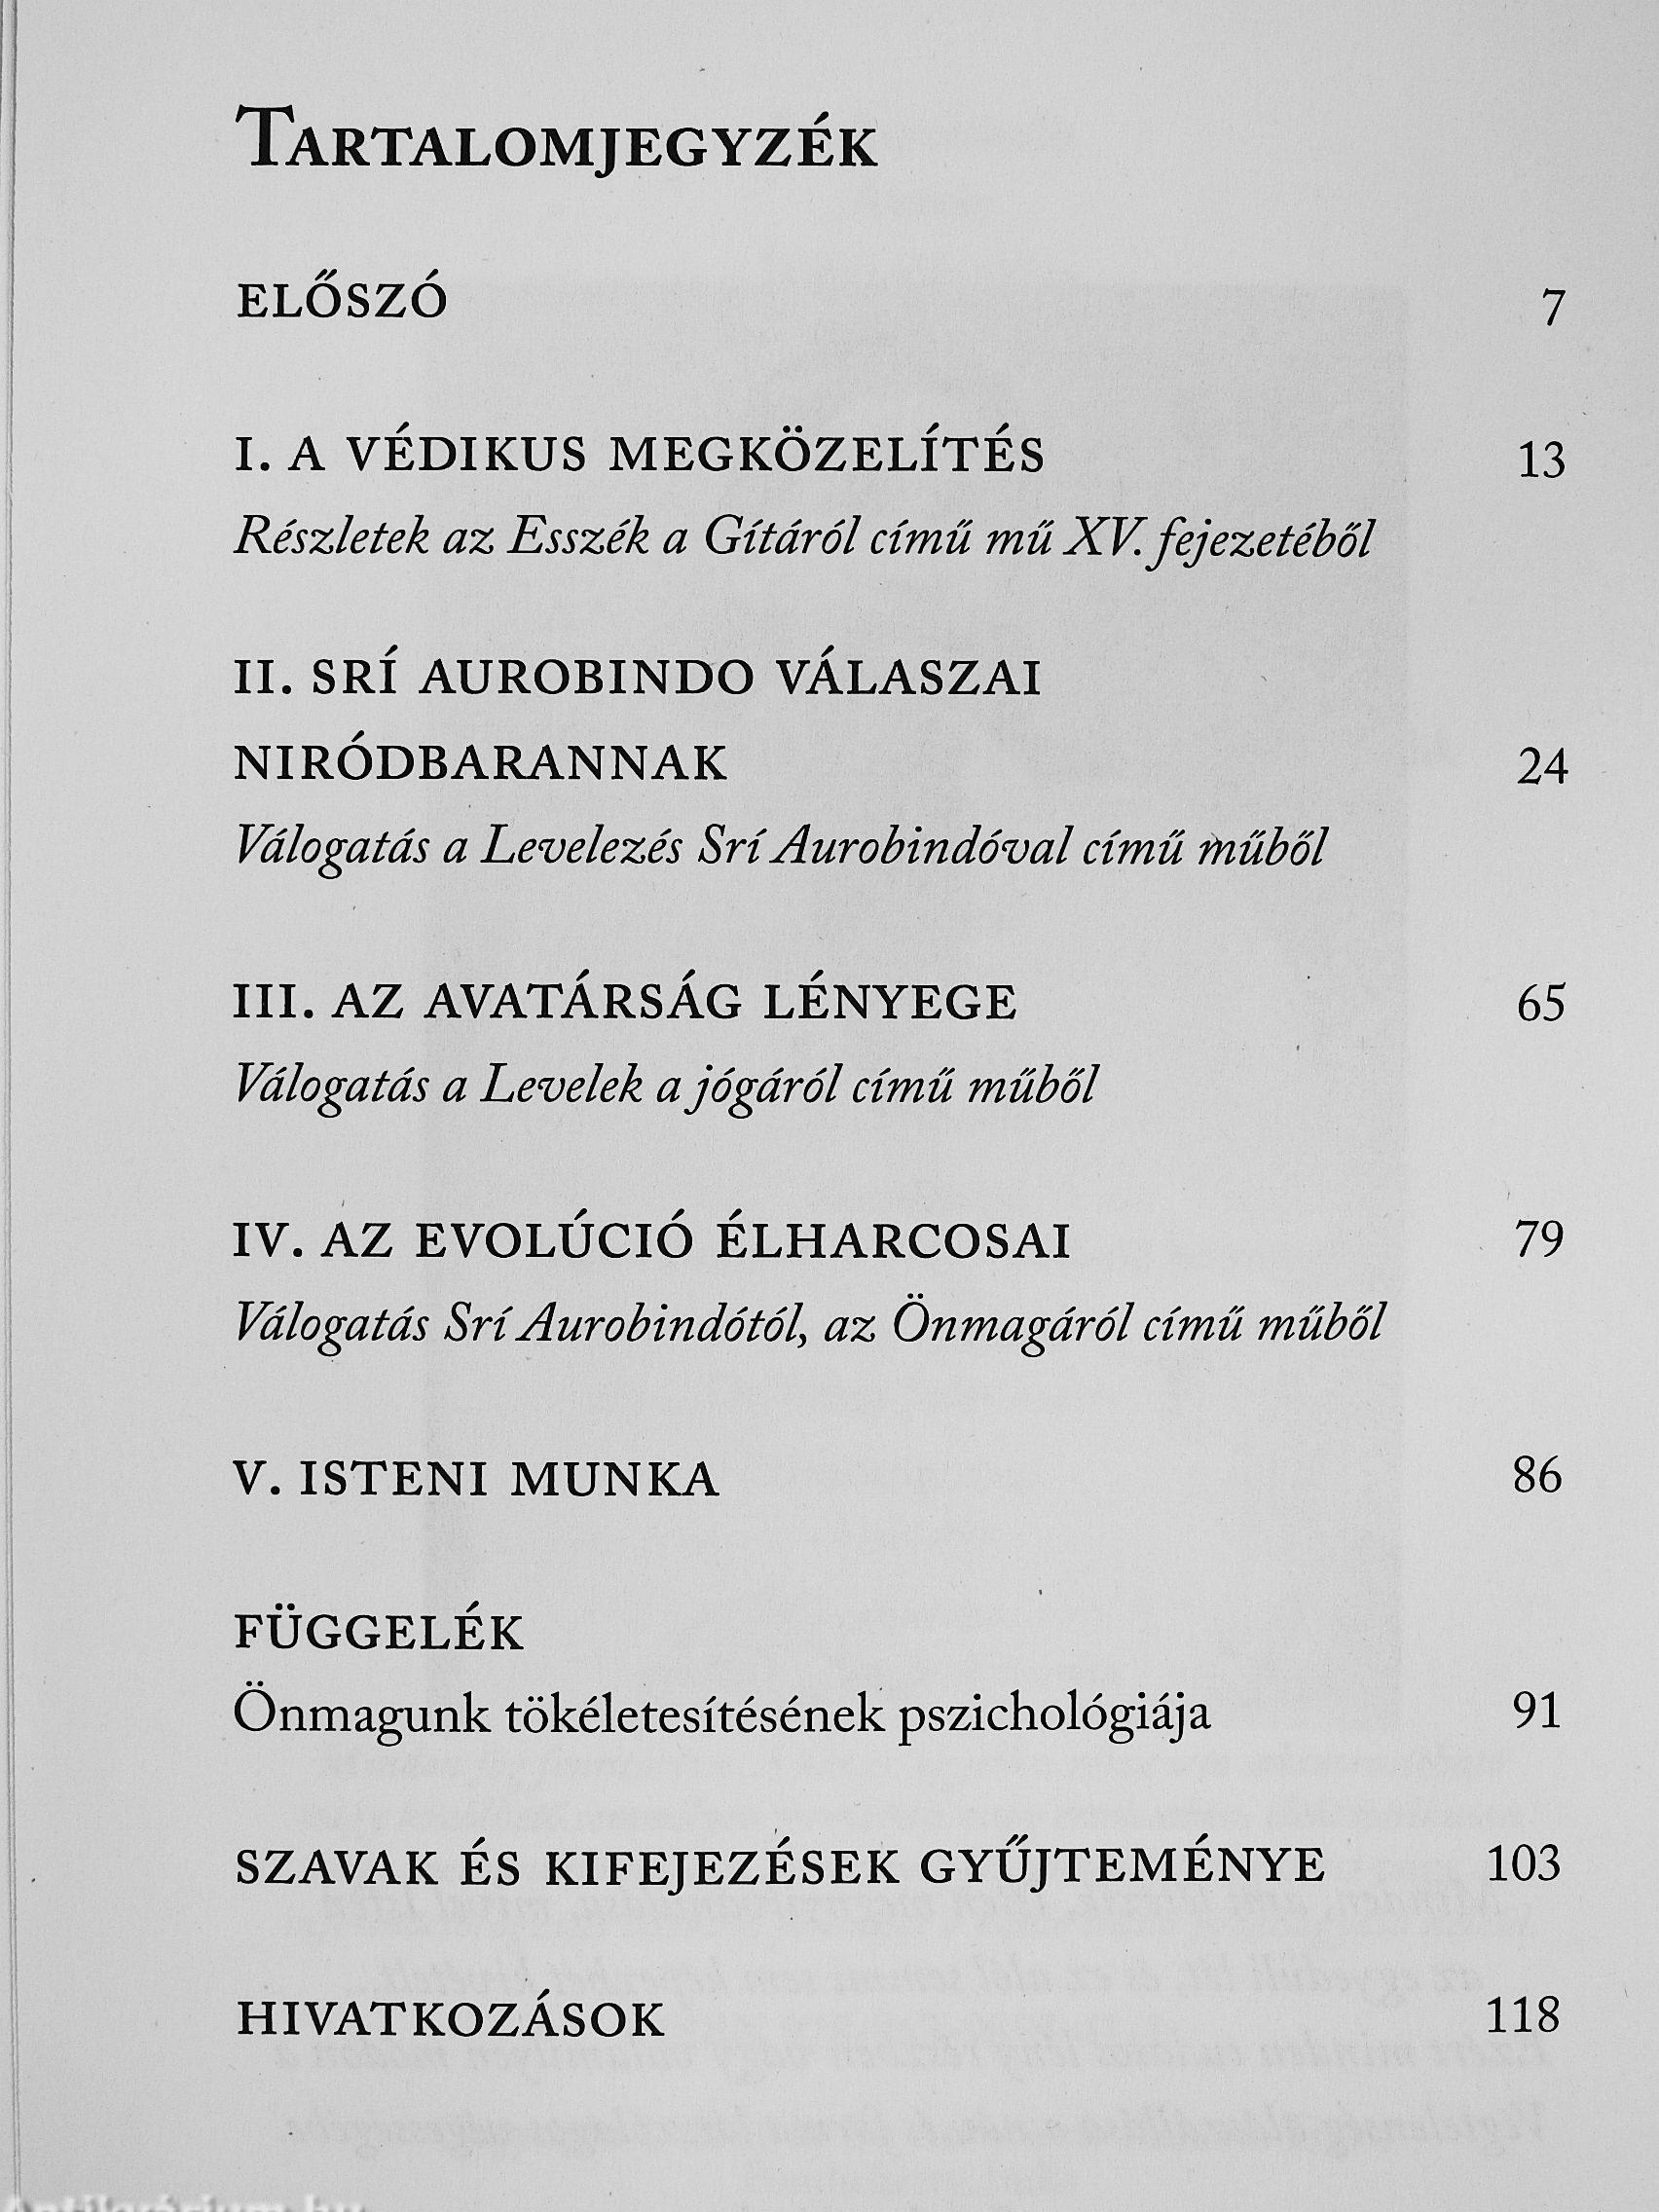 TARTALOMJEGYZÉK
ELŐSZÓ 7
I. A VÉDIKUS MEGKÖZELÍTÉS 13
Részletek az Esszék a Gítáról című mű XV. fejezetéből
II. SRÍ AUROBINDO VÁLASZAI
NIRÓDBARANNAK 24
Válogatás a Levelezés Srí Aurobindóval című műből
III. AZ AVATÁRSÁG LÉNYEGE 65
Válogatás a Levelek a jógáról című műből
IV. AZ EVOLÚCIÓ ÉLHARCOSAI 79
Válogatás Srí Aurobindótól, az Önmagáról című műből
V. ISTENI MUNKA 86
FÜGGELÉK
Önmagunk tökéletesítésének pszichológiája 91
SZAVAK ÉS KIFEJEZÉSEK GYŰJTEMÉNYE 103
HIVATKOZÁSOK 118